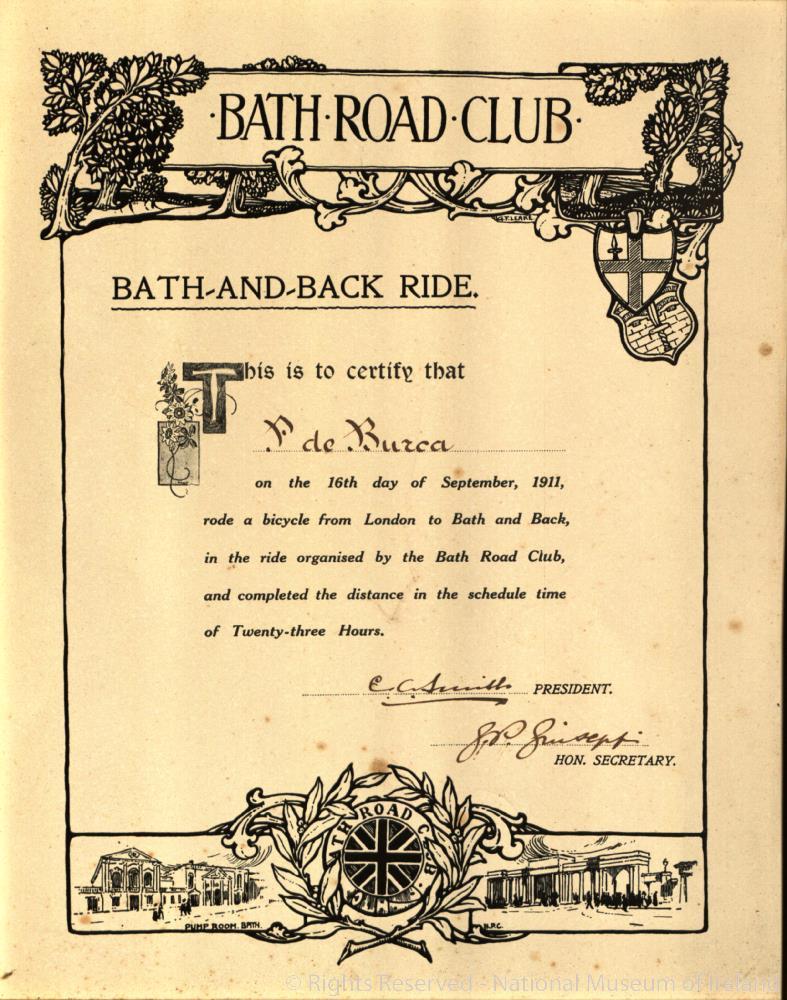 ·BATH·ROAD·CLUB·
G.T.LEARE
BATH-AND-BACK RIDE.
This is to certify that
P de Burca
on the 16th day of September, 1911,
rode a bicycle from London to Bath and Back,
in the ride organised by the Bath Road Club,
and completed the distance in the schedule time
of Twenty-three Hours.
C. A. Smith PRESIDENT.
J.P. Giuseppi
HON. SECRETARY.
ROAD
PUMP ROOM. BATH.
H.P.C.
© Rights Reserved - National Museum of Ireland